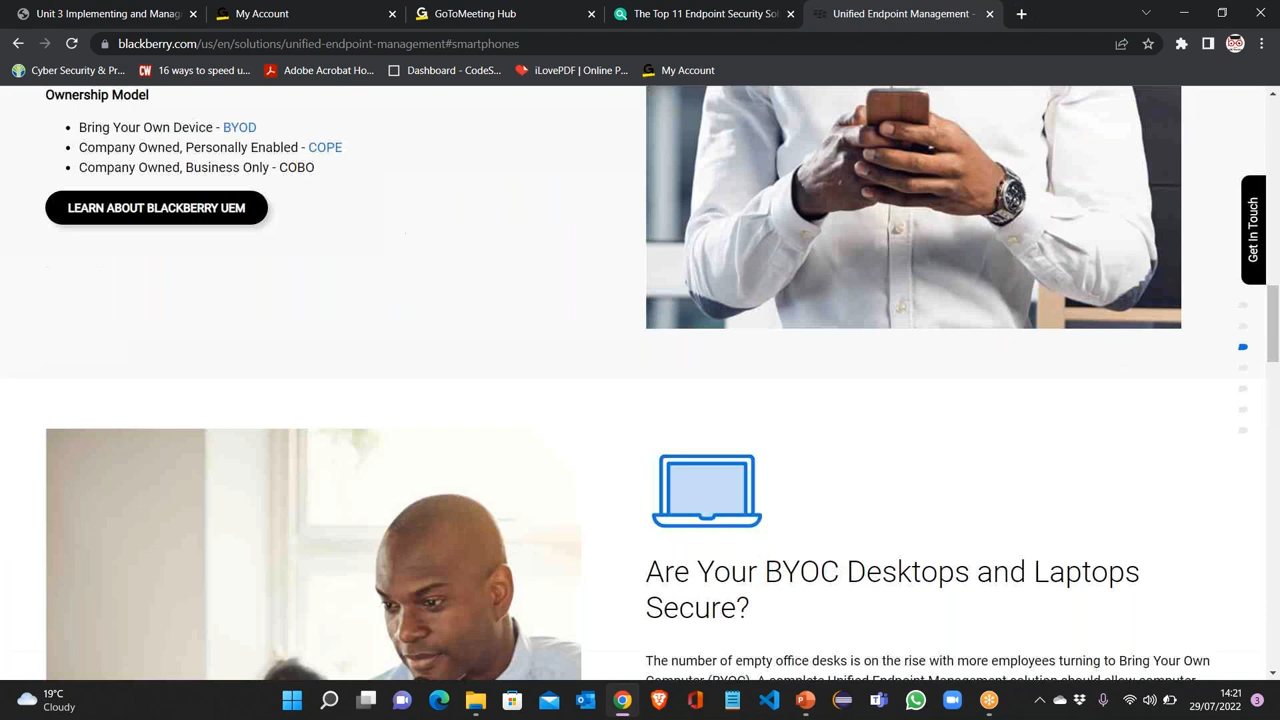 Unit 3 Implementing and Manag
My Account
GoToMeeting Hub
The Top 11 Endpoint Security Sol
Unified Endpoint Management -
blackberry.com/us/en/solutions/unified-endpoint-management#smartphones
Cyber Security & Pr...
CW 16 ways to speed u...
Adobe Acrobat Ho...
Dashboard - CodeS...
iLovePDF | Online P...
My Account
Ownership Model
• Bring Your Own Device - BYOD
• Company Owned, Personally Enabled - COPE
• Company Owned, Business Only - COBO
LEARN ABOUT BLACKBERRY UEM
Get In Touch
Are Your BYOC Desktops and Laptops
Secure?
The number of empty office desks is on the rise with more employees turning to Bring Your Own
Computer (BYOC). A complete Unified Endpoint Management solution should allow computer
19°C
Cloudy
14:21
29/07/2022
3